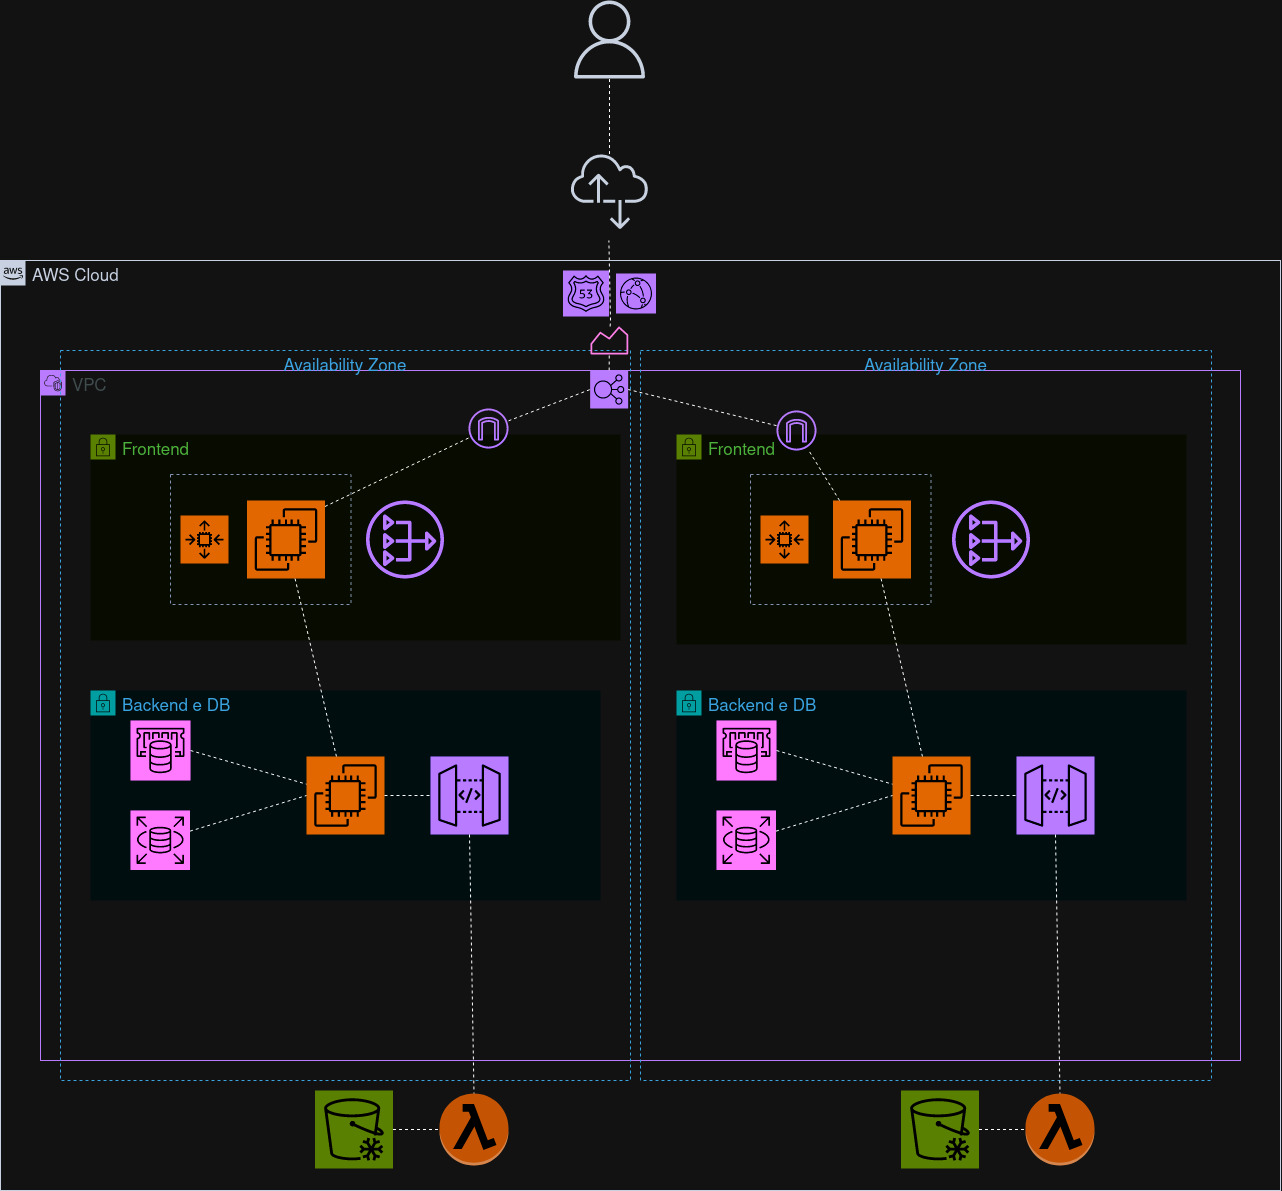 aws
AWS Cloud
53
Availability Zone
Availability Zone
VPC
Frontend
Frontend
Backend e DB
Backend e DB
</>
</>